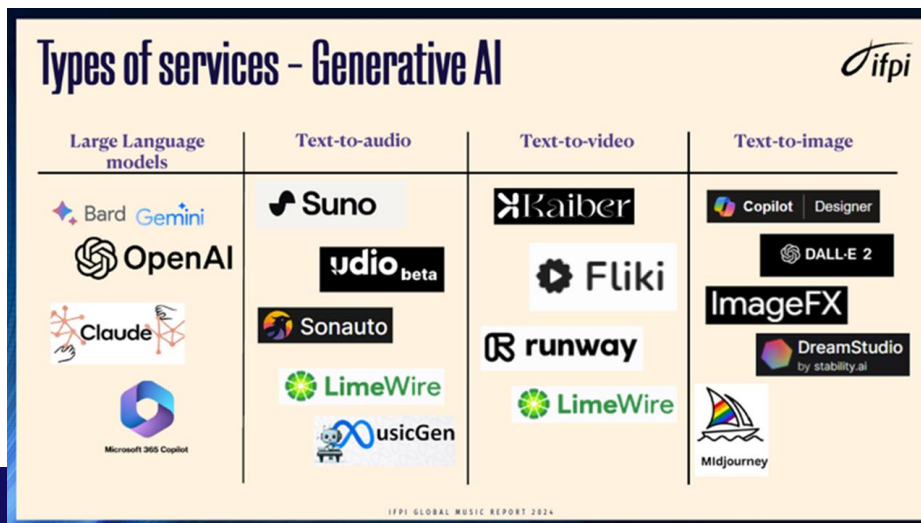 Types of services – Generative AI
ifpi
Large Language
models
Text-to-audio
Text-to-video
Text-to-image
Bard Gemini
OpenAI
Claude
Microsoft 365 Copilot
Suno
udio beta
Sonauto
LimeWire
usicGen
Kaiber
Fliki
runway
LimeWire
Copilot | Designer
DALL·E 2
ImageFX
DreamStudio
by stability.ai
MIdjourney
IFPI GLOBAL MUSIC REPORT 2024